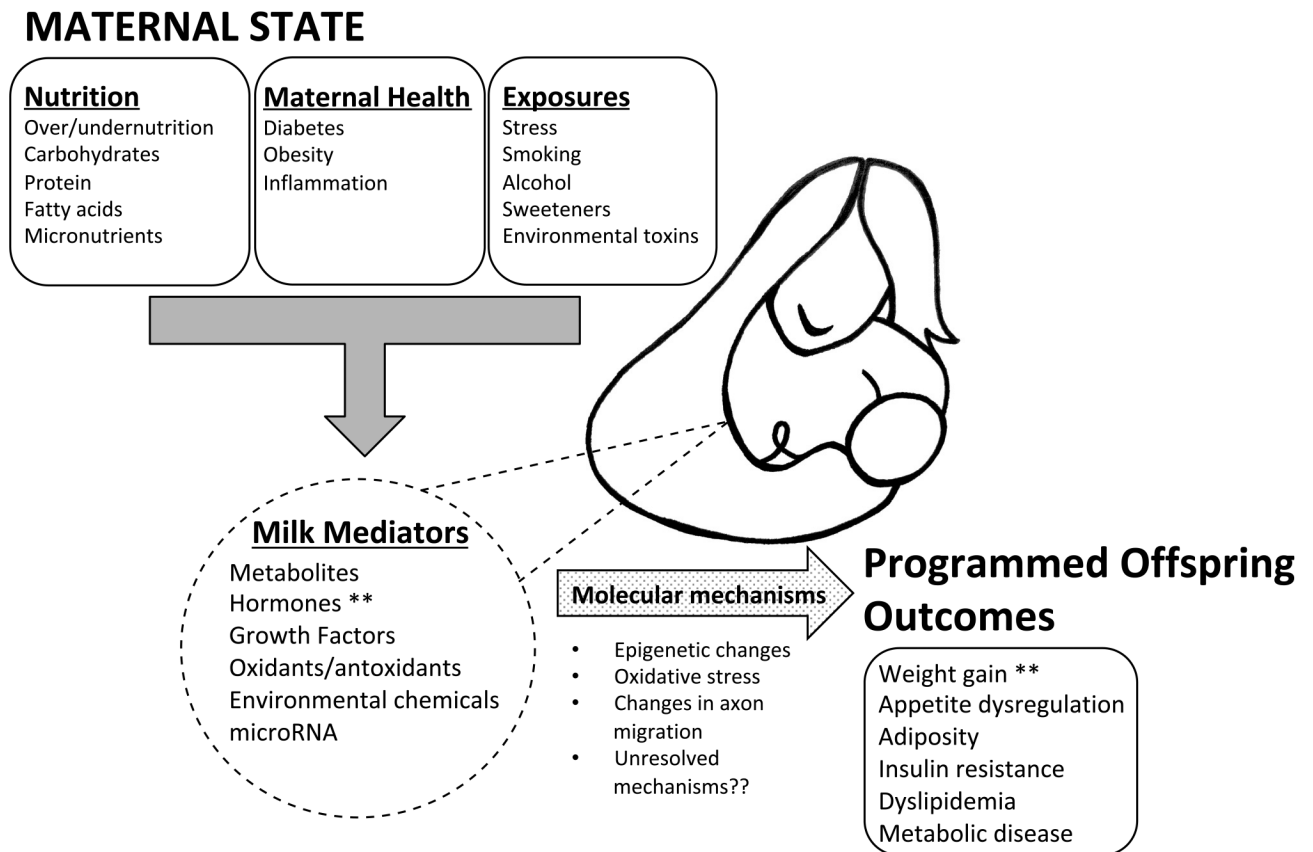 MATERNAL STATE
Nutrition
Over/undernutrition
Carbohydrates
Protein
Fatty acids
Micronutrients
Maternal Health
Diabetes
Obesity
Inflammation
Exposures
Stress
Smoking
Alcohol
Sweeteners
Environmental toxins
Milk Mediators
Metabolites
Hormones **
Growth Factors
Oxidants/antoxidants
Environmental chemicals
microRNA
Molecular mechanisms
• Epigenetic changes
• Oxidative stress
• Changes in axon
migration
• Unresolved
mechanisms??
Programmed Offspring
Outcomes
Weight gain **
Appetite dysregulation
Adiposity
Insulin resistance
Dyslipidemia
Metabolic disease